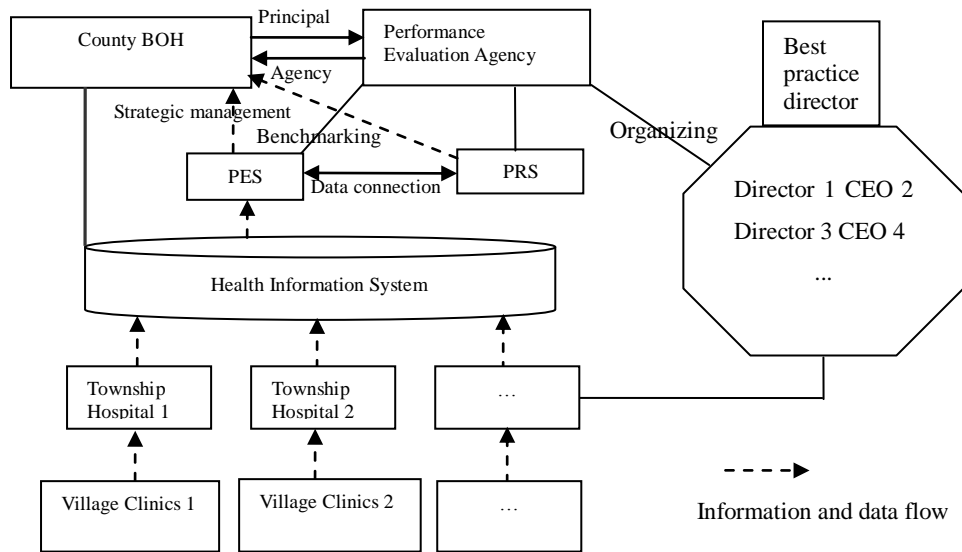 Principal
County BOH
Performance
Evaluation Agency
Agency
Strategic management
Benchmarking
Organizing
Best
practice
director
PES
Data connection
PRS
Director 1 CEO 2
Director 3 CEO 4
...
Health Information System
Township
Hospital 1
Township
Hospital 2
…
Village Clinics 1
Village Clinics 2
…
Information and data flow